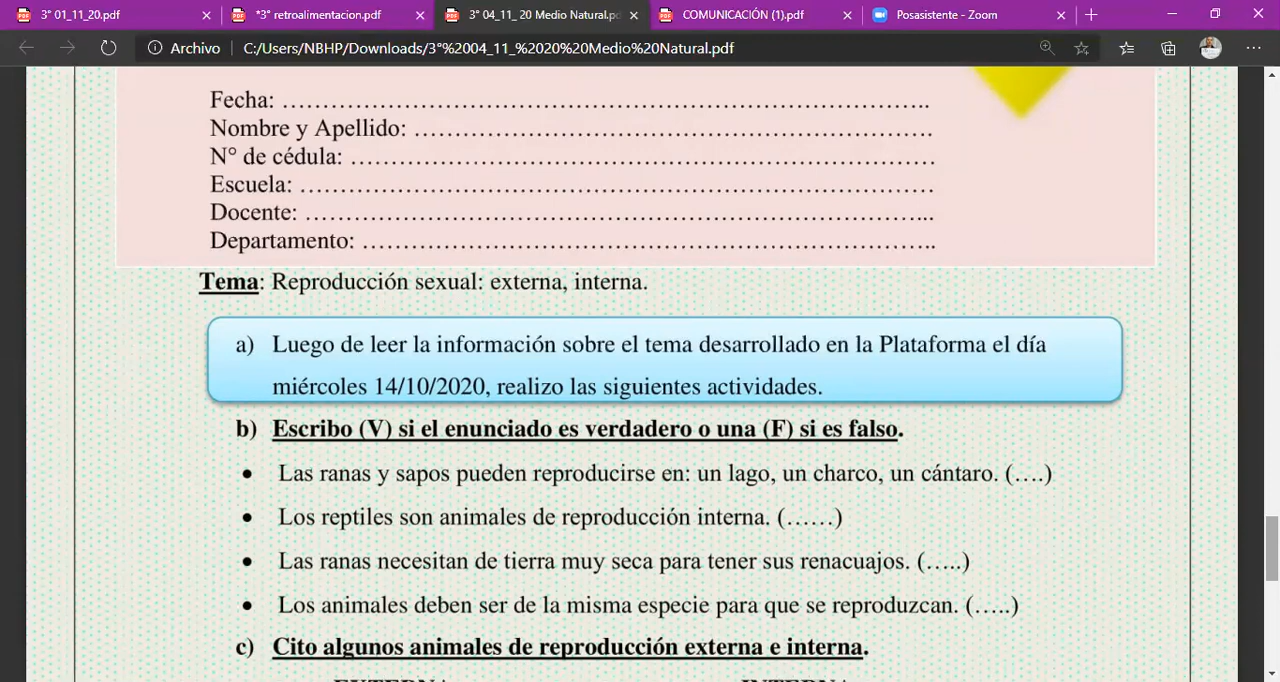 3° 01_11_20.pdf
*3° retroalimentacion.pdf
3° 04_11_ 20 Medio Natural.pd
COMUNICACIÓN (1).pdf
Posasistente - Zoom
Archivo
C:/Users/NBHP/Downloads/3°%2004_11_%2020%20Medio%20Natural.pdf
Fecha: ……………………………………………………………………..
Nombre y Apellido: ……………………………………………………….
N° de cédula: ………………………………………………………………
Escuela: ……………………………………………………………………
Docente: …………………………………………………………………...
Departamento: ……………………………………………………………..
Tema: Reproducción sexual: externa, interna.
a) Luego de leer la información sobre el tema desarrollado en la Plataforma el día
miércoles 14/10/2020, realizo las siguientes actividades.
b) Escribo (V) si el enunciado es verdadero o una (F) si es falso.
• Las ranas y sapos pueden reproducirse en: un lago, un charco, un cántaro. (….)
• Los reptiles son animales de reproducción interna. (……)
• Las ranas necesitan de tierra muy seca para tener sus renacuajos. (…..)
• Los animales deben ser de la misma especie para que se reproduzcan. (…..)
c) Cito algunos animales de reproducción externa e interna.